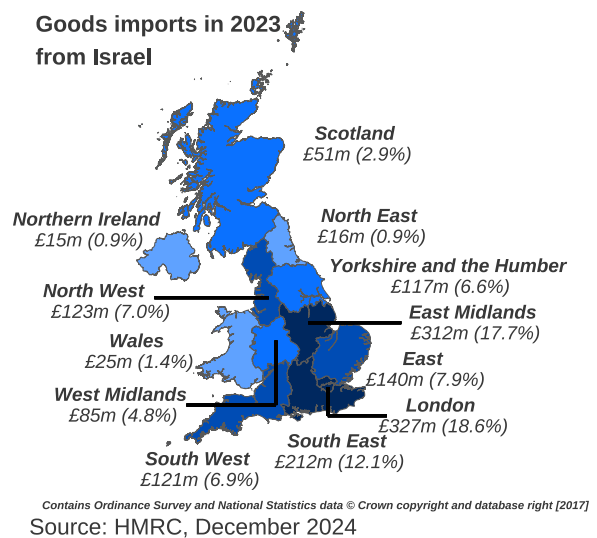 Goods imports in 2023
from Israel
Scotland
£51m (2.9%)
Northern Ireland
£15m (0.9%)
North East
£16m (0.9%)
Yorkshire and the Humber
£117m (6.6%)
North West
£123m (7.0%)
East Midlands
£312m (17.7%)
Wales
£25m (1.4%)
East
£140m (7.9%)
West Midlands
£85m (4.8%)
London
£327m (18.6%)
South East
£212m (12.1%)
South West
£121m (6.9%)
Contains Ordinance Survey and National Statistics data © Crown copyright and database right [2017]
Source: HMRC, December 2024